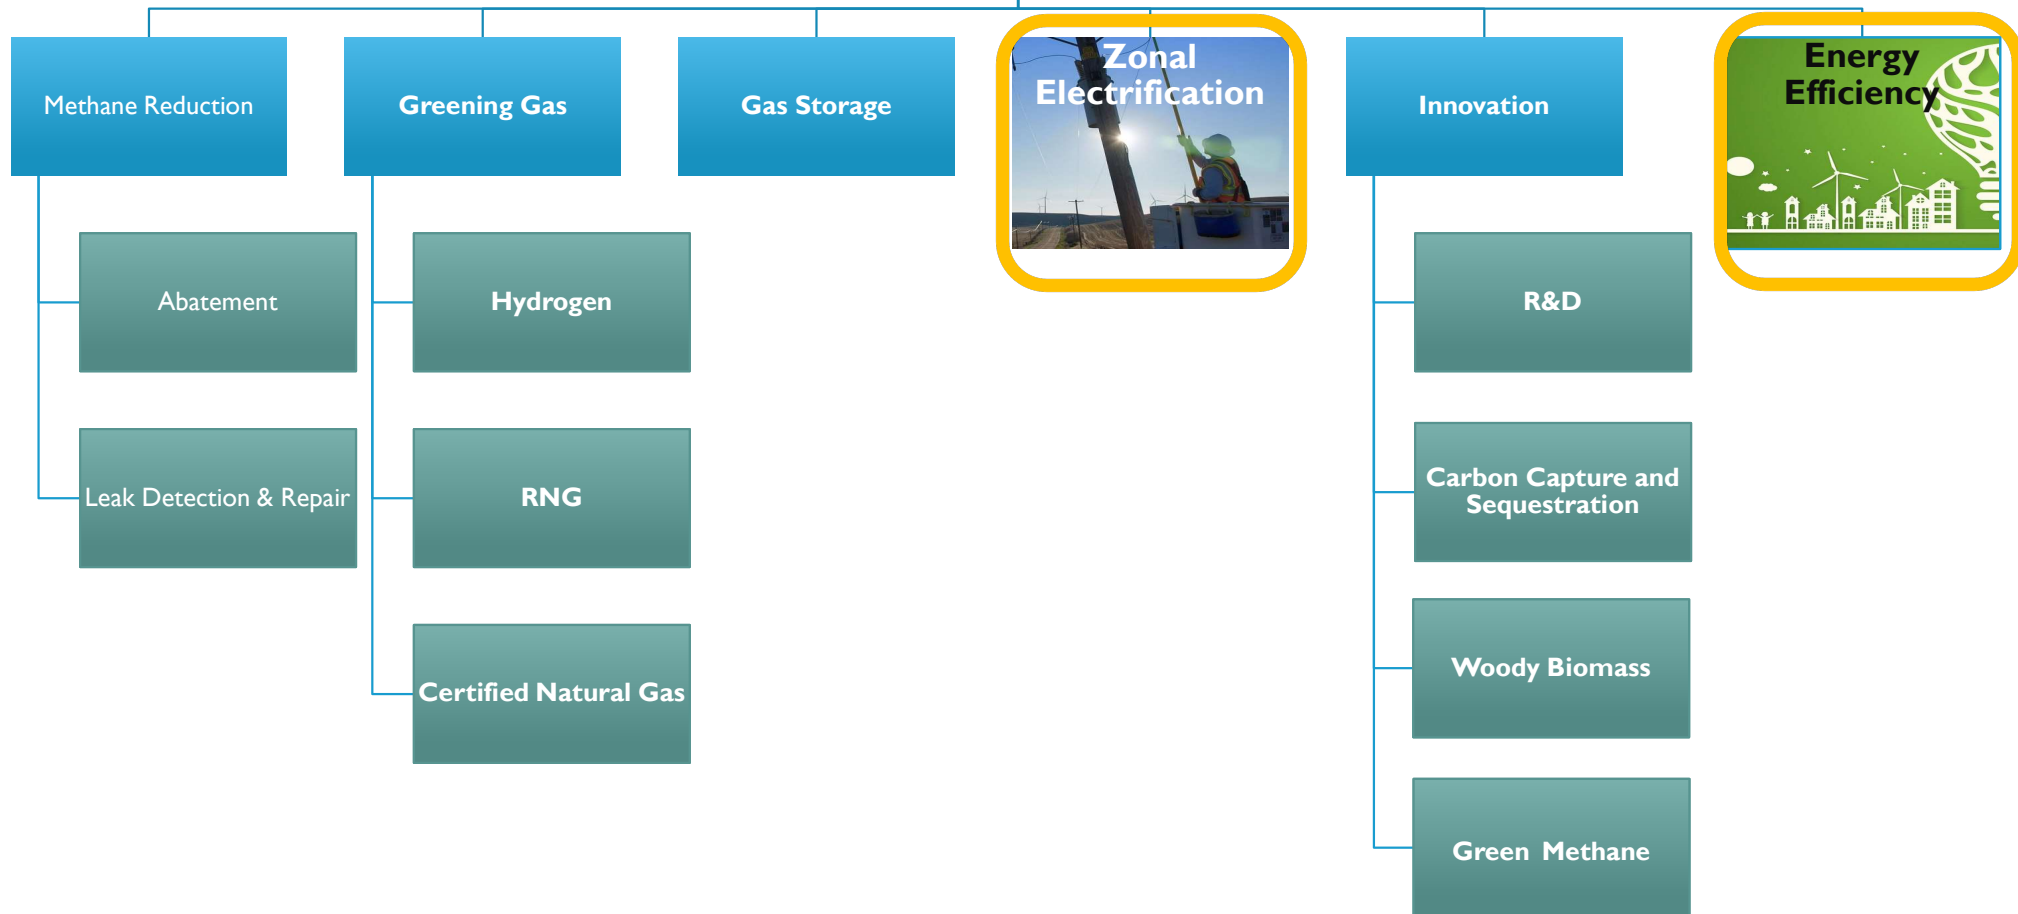 Methane Reduction
Greening Gas
Gas Storage
Zonal
Electrification
Innovation
Energy
Efficiency
Abatement
Hydrogen
R&D
Leak Detection & Repair
RNG
Carbon Capture and
Sequestration
Certified Natural Gas
Woody Biomass
Green Methane